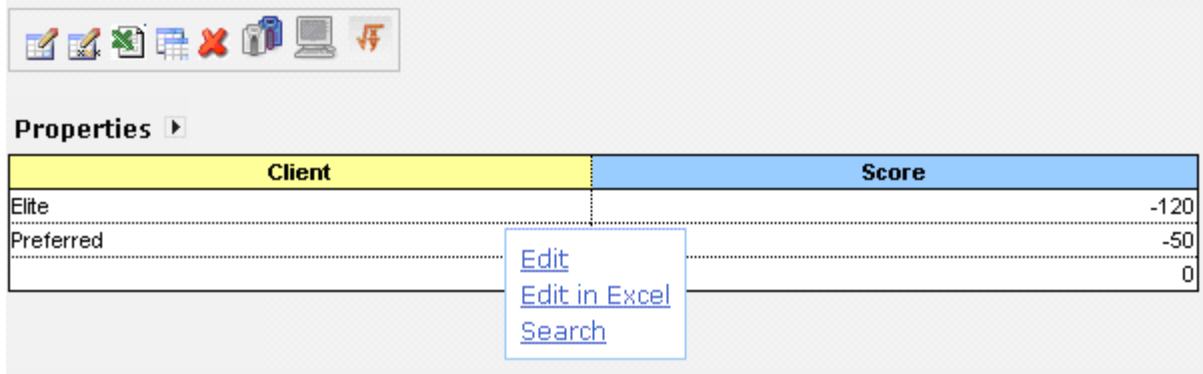 Properties
Client Score
Elite -120
Preferred -50
0
Edit
Edit in Excel
Search